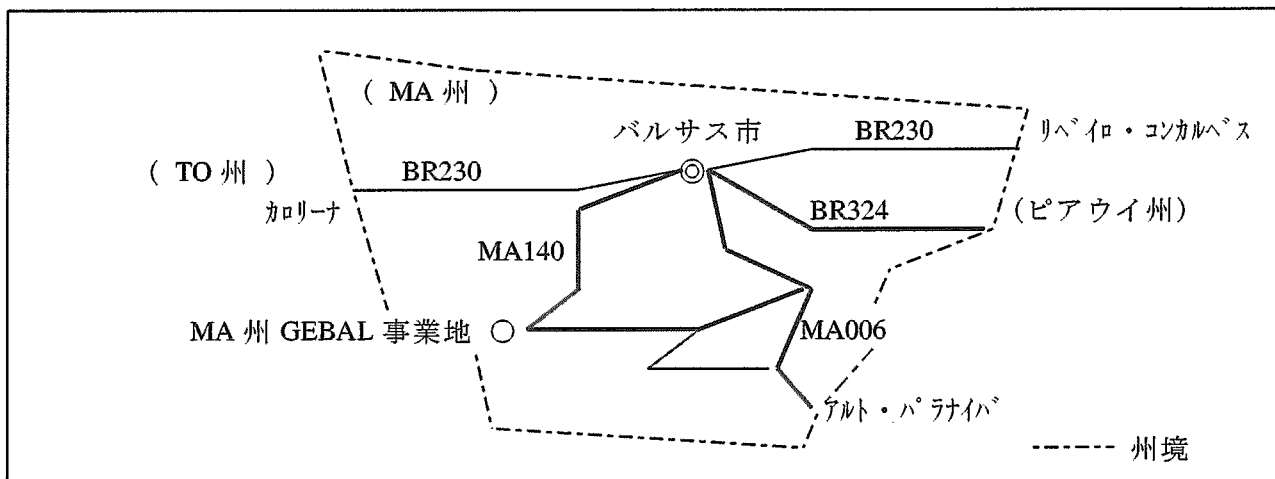 ( MA 州 )
バルサス市
BR230
リベイロ・コンカルベス
( TO 州 )
BR230
カロリーナ
BR324
(ピアウイ州)
MA140
MA 州 GEBAL 事業地
MA006
アルト・パラナイバ
州境